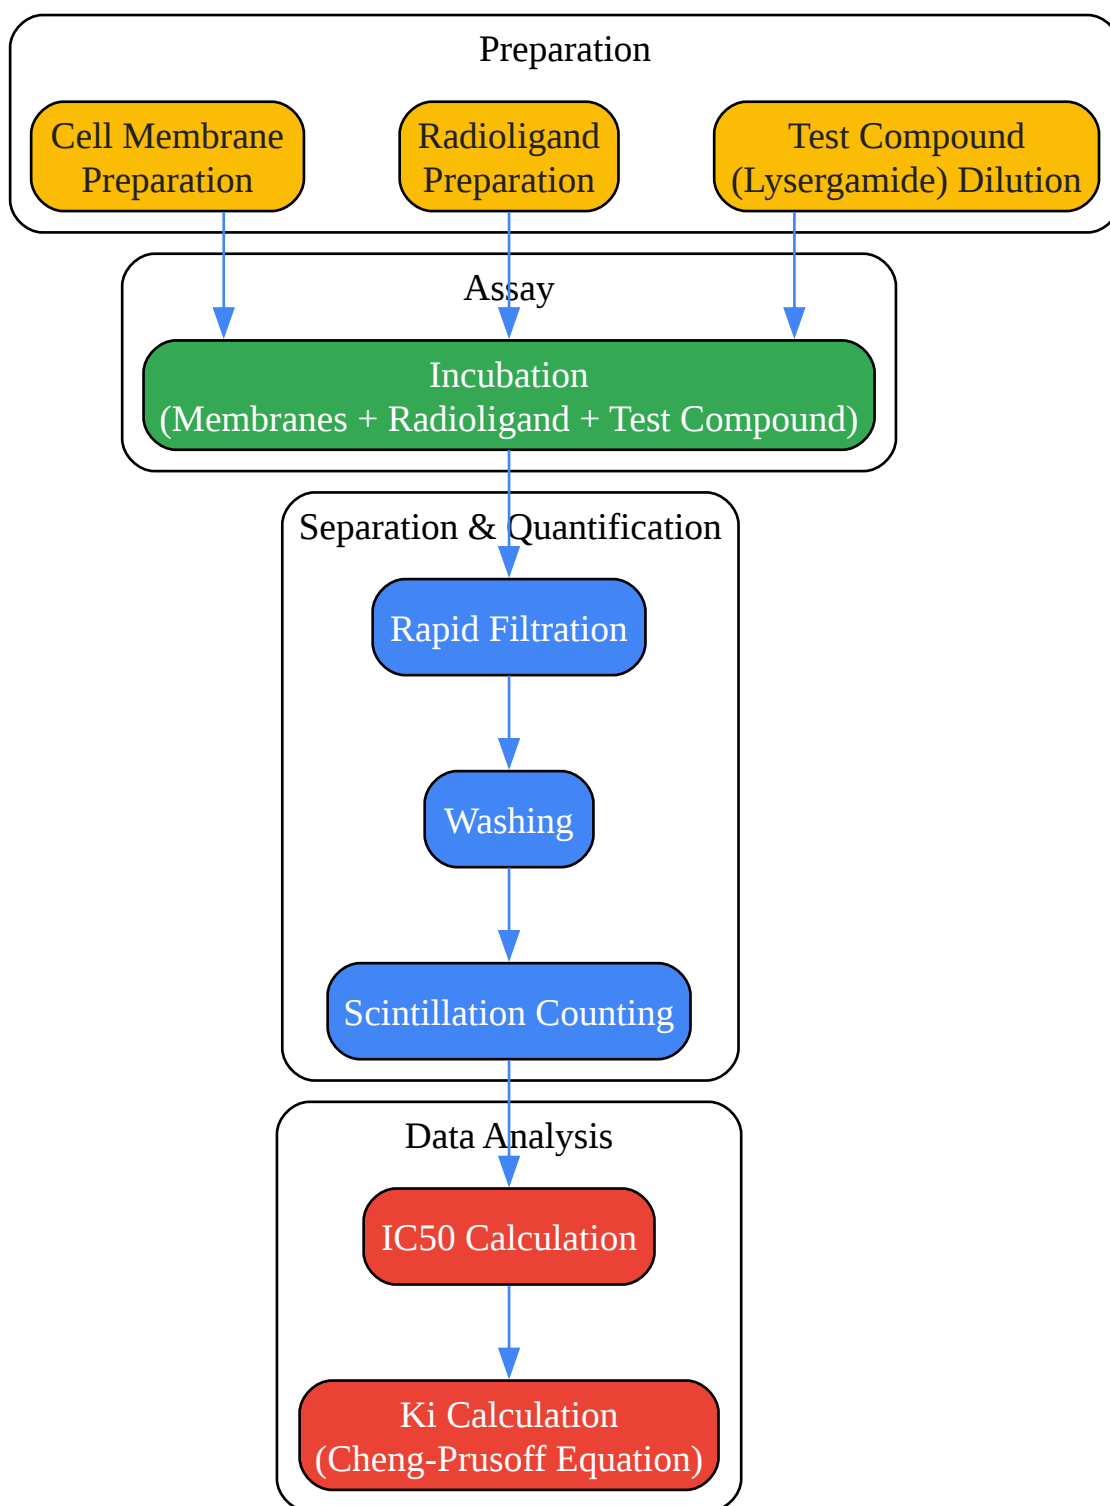 Preparation
Cell Membrane
Preparation
Radioligand
Preparation
Test Compound
(Lysergamide) Dilution
Assay
Incubation
(Membranes + Radioligand + Test Compound)
Separation & Quantification
Rapid Filtration
Washing
Scintillation Counting
Data Analysis
IC50 Calculation
Ki Calculation
(Cheng-Prusoff Equation)